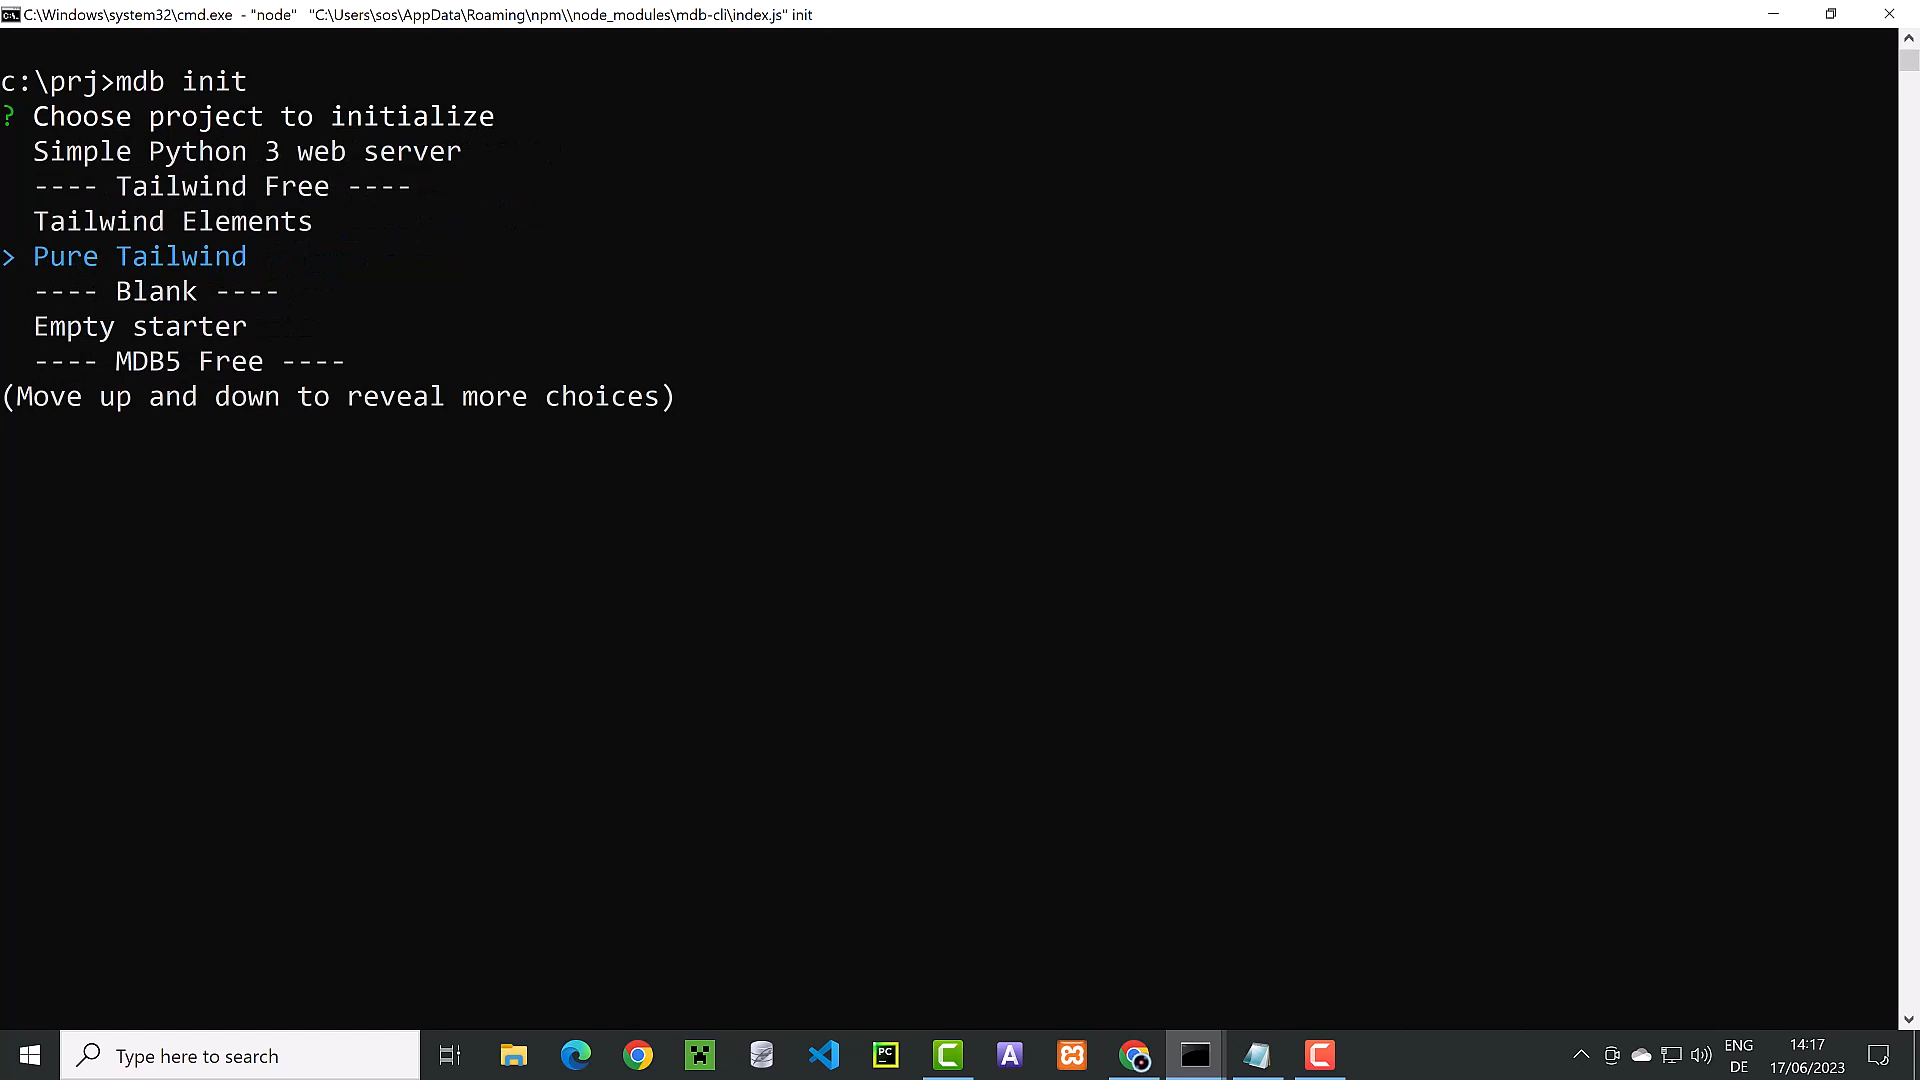 C:\Windows\system32\cmd.exe - "node" "C:\Users\sos\AppData\Roaming\npm\\node_modules\mdb-cli\index.js" init
c:\prj>mdb init
? Choose project to initialize
Simple Python 3 web server
---- Tailwind Free ----
Tailwind Elements
> Pure Tailwind
---- Blank ----
Empty starter
---- MDB5 Free ----
(Move up and down to reveal more choices)
Type here to search
PC
A
ENG
DE
14:17
17/06/2023